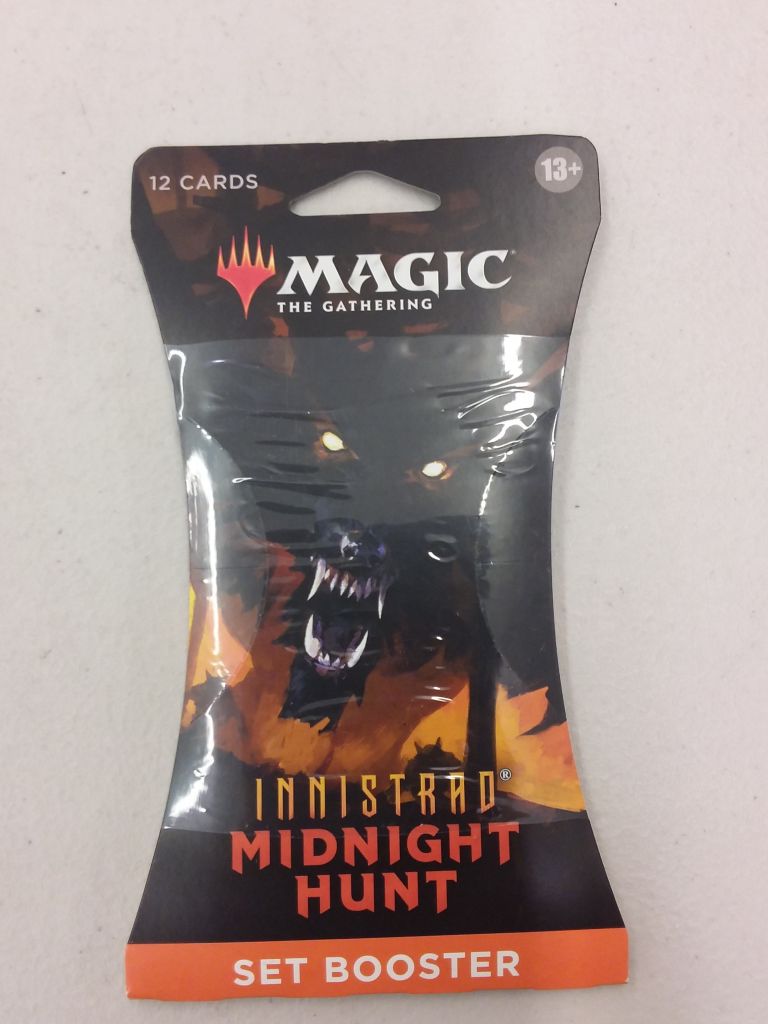 12 CARDS
13+
MAGIC
THE GATHERING
INNISTRAD®
MIDNIGHT
HUNT
SET BOOSTER